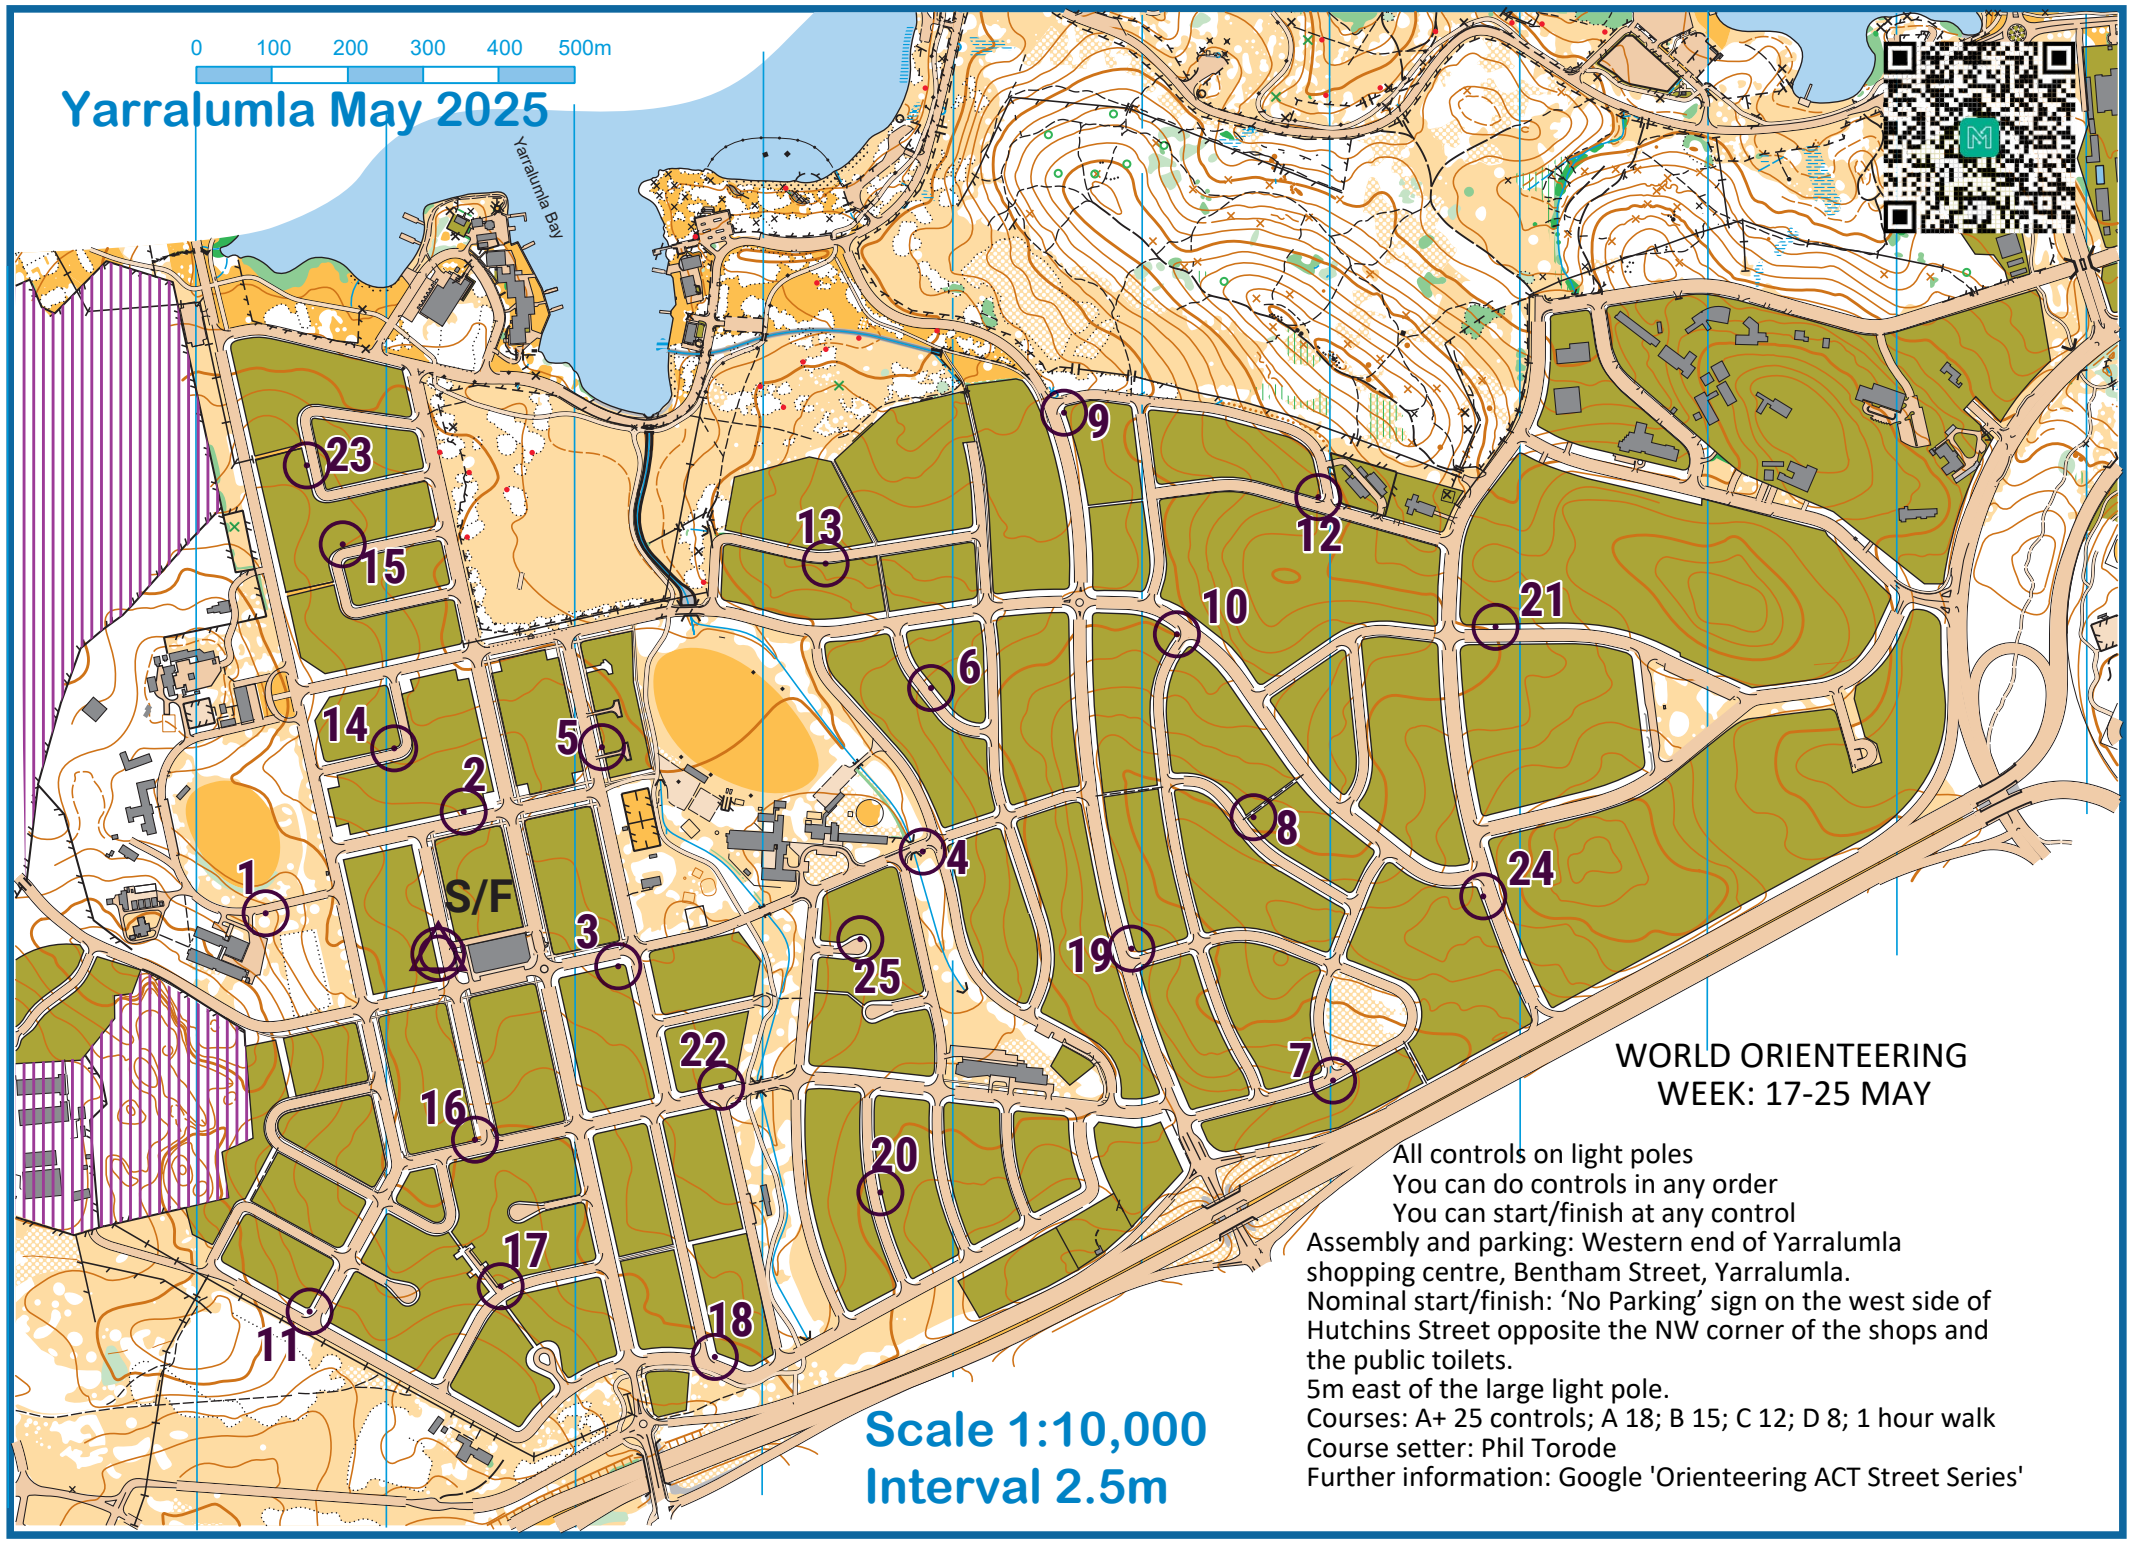 0 100 200 300 400 500m
Yarralumla May 2025
Yarralumla Bay
9
23
13
12
15
10
21
6
14
5
2
8
4
24
1
S/F
3
19
25
22
7
16
20
17
18
11
WORLD ORIENTEERING
WEEK: 17-25 MAY
All controls on light poles
You can do controls in any order
You can start/finish at any control
Assembly and parking: Western end of Yarralumla
shopping centre, Bentham Street, Yarralumla.
Nominal start/finish: ‘No Parking’ sign on the west side of
Hutchins Street opposite the NW corner of the shops and
the public toilets.
5m east of the large light pole.
Courses: A+ 25 controls; A 18; B 15; C 12; D 8; 1 hour walk
Course setter: Phil Torode
Further information: Google 'Orienteering ACT Street Series'
Scale 1:10,000
Interval 2.5m